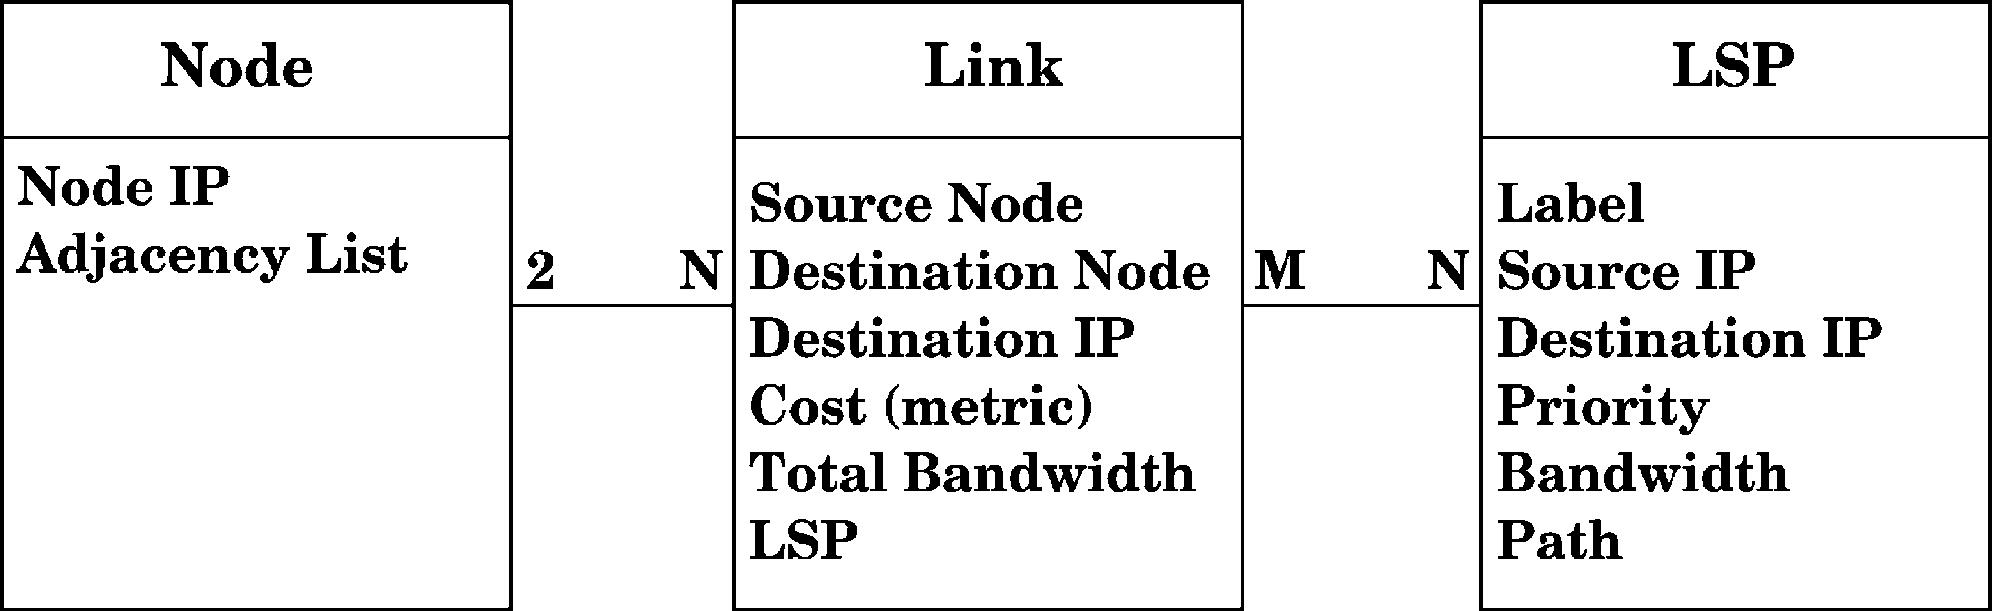 Node
Node IP
Adjacency List
2 N
Link
Source Node
Destination Node
Destination IP
Cost (metric)
Total Bandwidth
LSP
M N
LSP
Label
Source IP
Destination IP
Priority
Bandwidth
Path